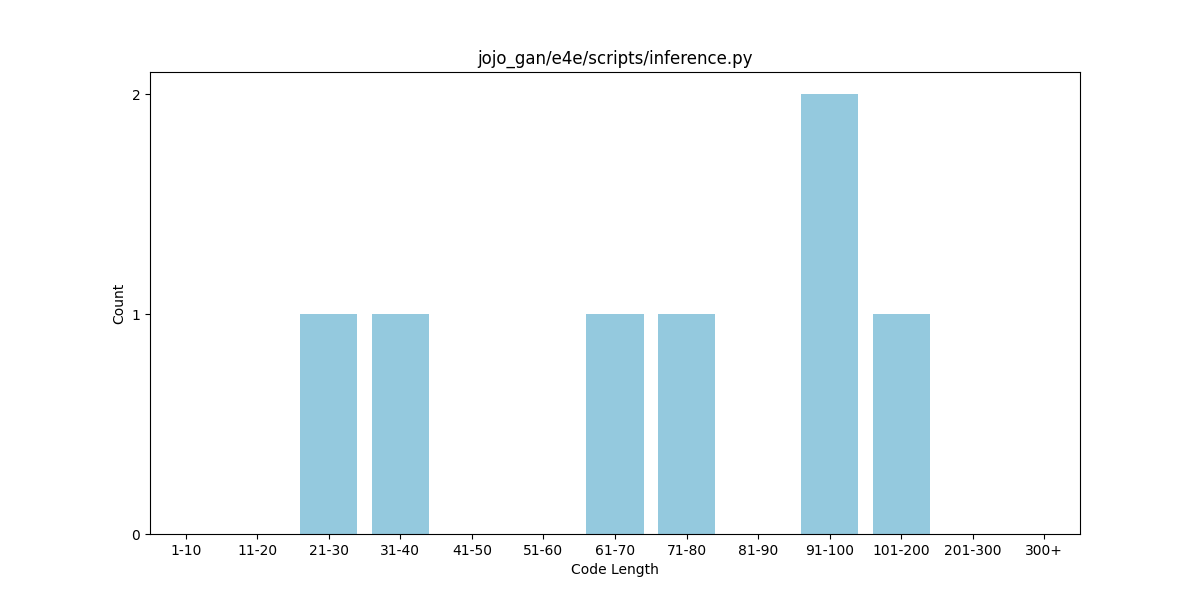 jojo_gan/e4e/scripts/inference.py
2
1
0
Count
1-10 11-20 21-30 31-40 41-50 51-60 61-70 71-80 81-90 91-100 101-200 201-300 300+
Code Length